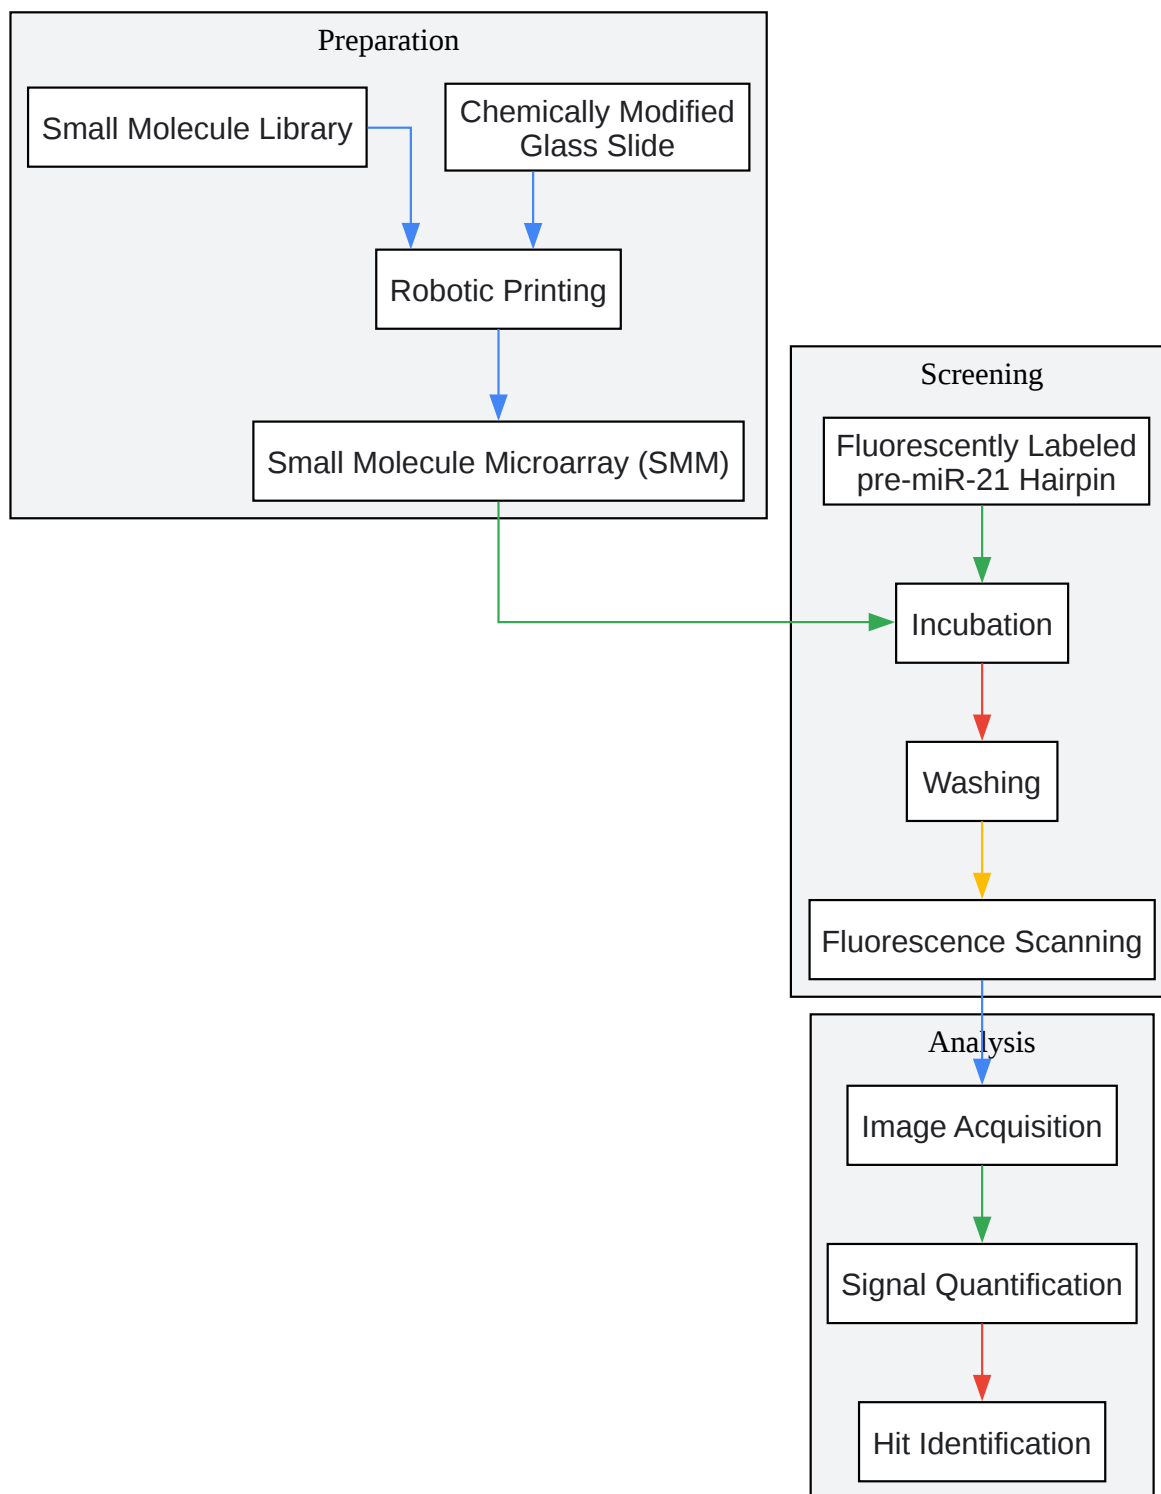 Preparation
Small Molecule Library
Chemically Modified
Glass Slide
Robotic Printing
Small Molecule Microarray (SMM)
Screening
Fluorescently Labeled
pre-miR-21 Hairpin
Incubation
Washing
Fluorescence Scanning
Analysis
Image Acquisition
Signal Quantification
Hit Identification